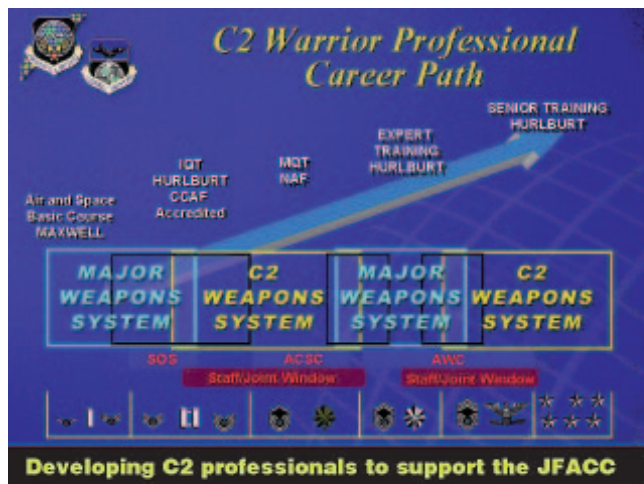 C2 Warrior Professional
Career Path
SENIOR TRAINING
HURLBURT
EXPERT
TRAINING
HURLBURT
MQT
NAF
IQT
HURLBURT
CCAF
Accredited
Air and Space
Basic Course
MAXWELL
MAJOR
WEAPONS
SYSTEM
C2
WEAPONS
SYSTEM
MAJOR
WEAPONS
SYSTEM
C2
WEAPONS
SYSTEM
SOS
ACSC
AWC
Staff/Joint Window
Staff/Joint Window
Developing C2 professionals to support the JFACC